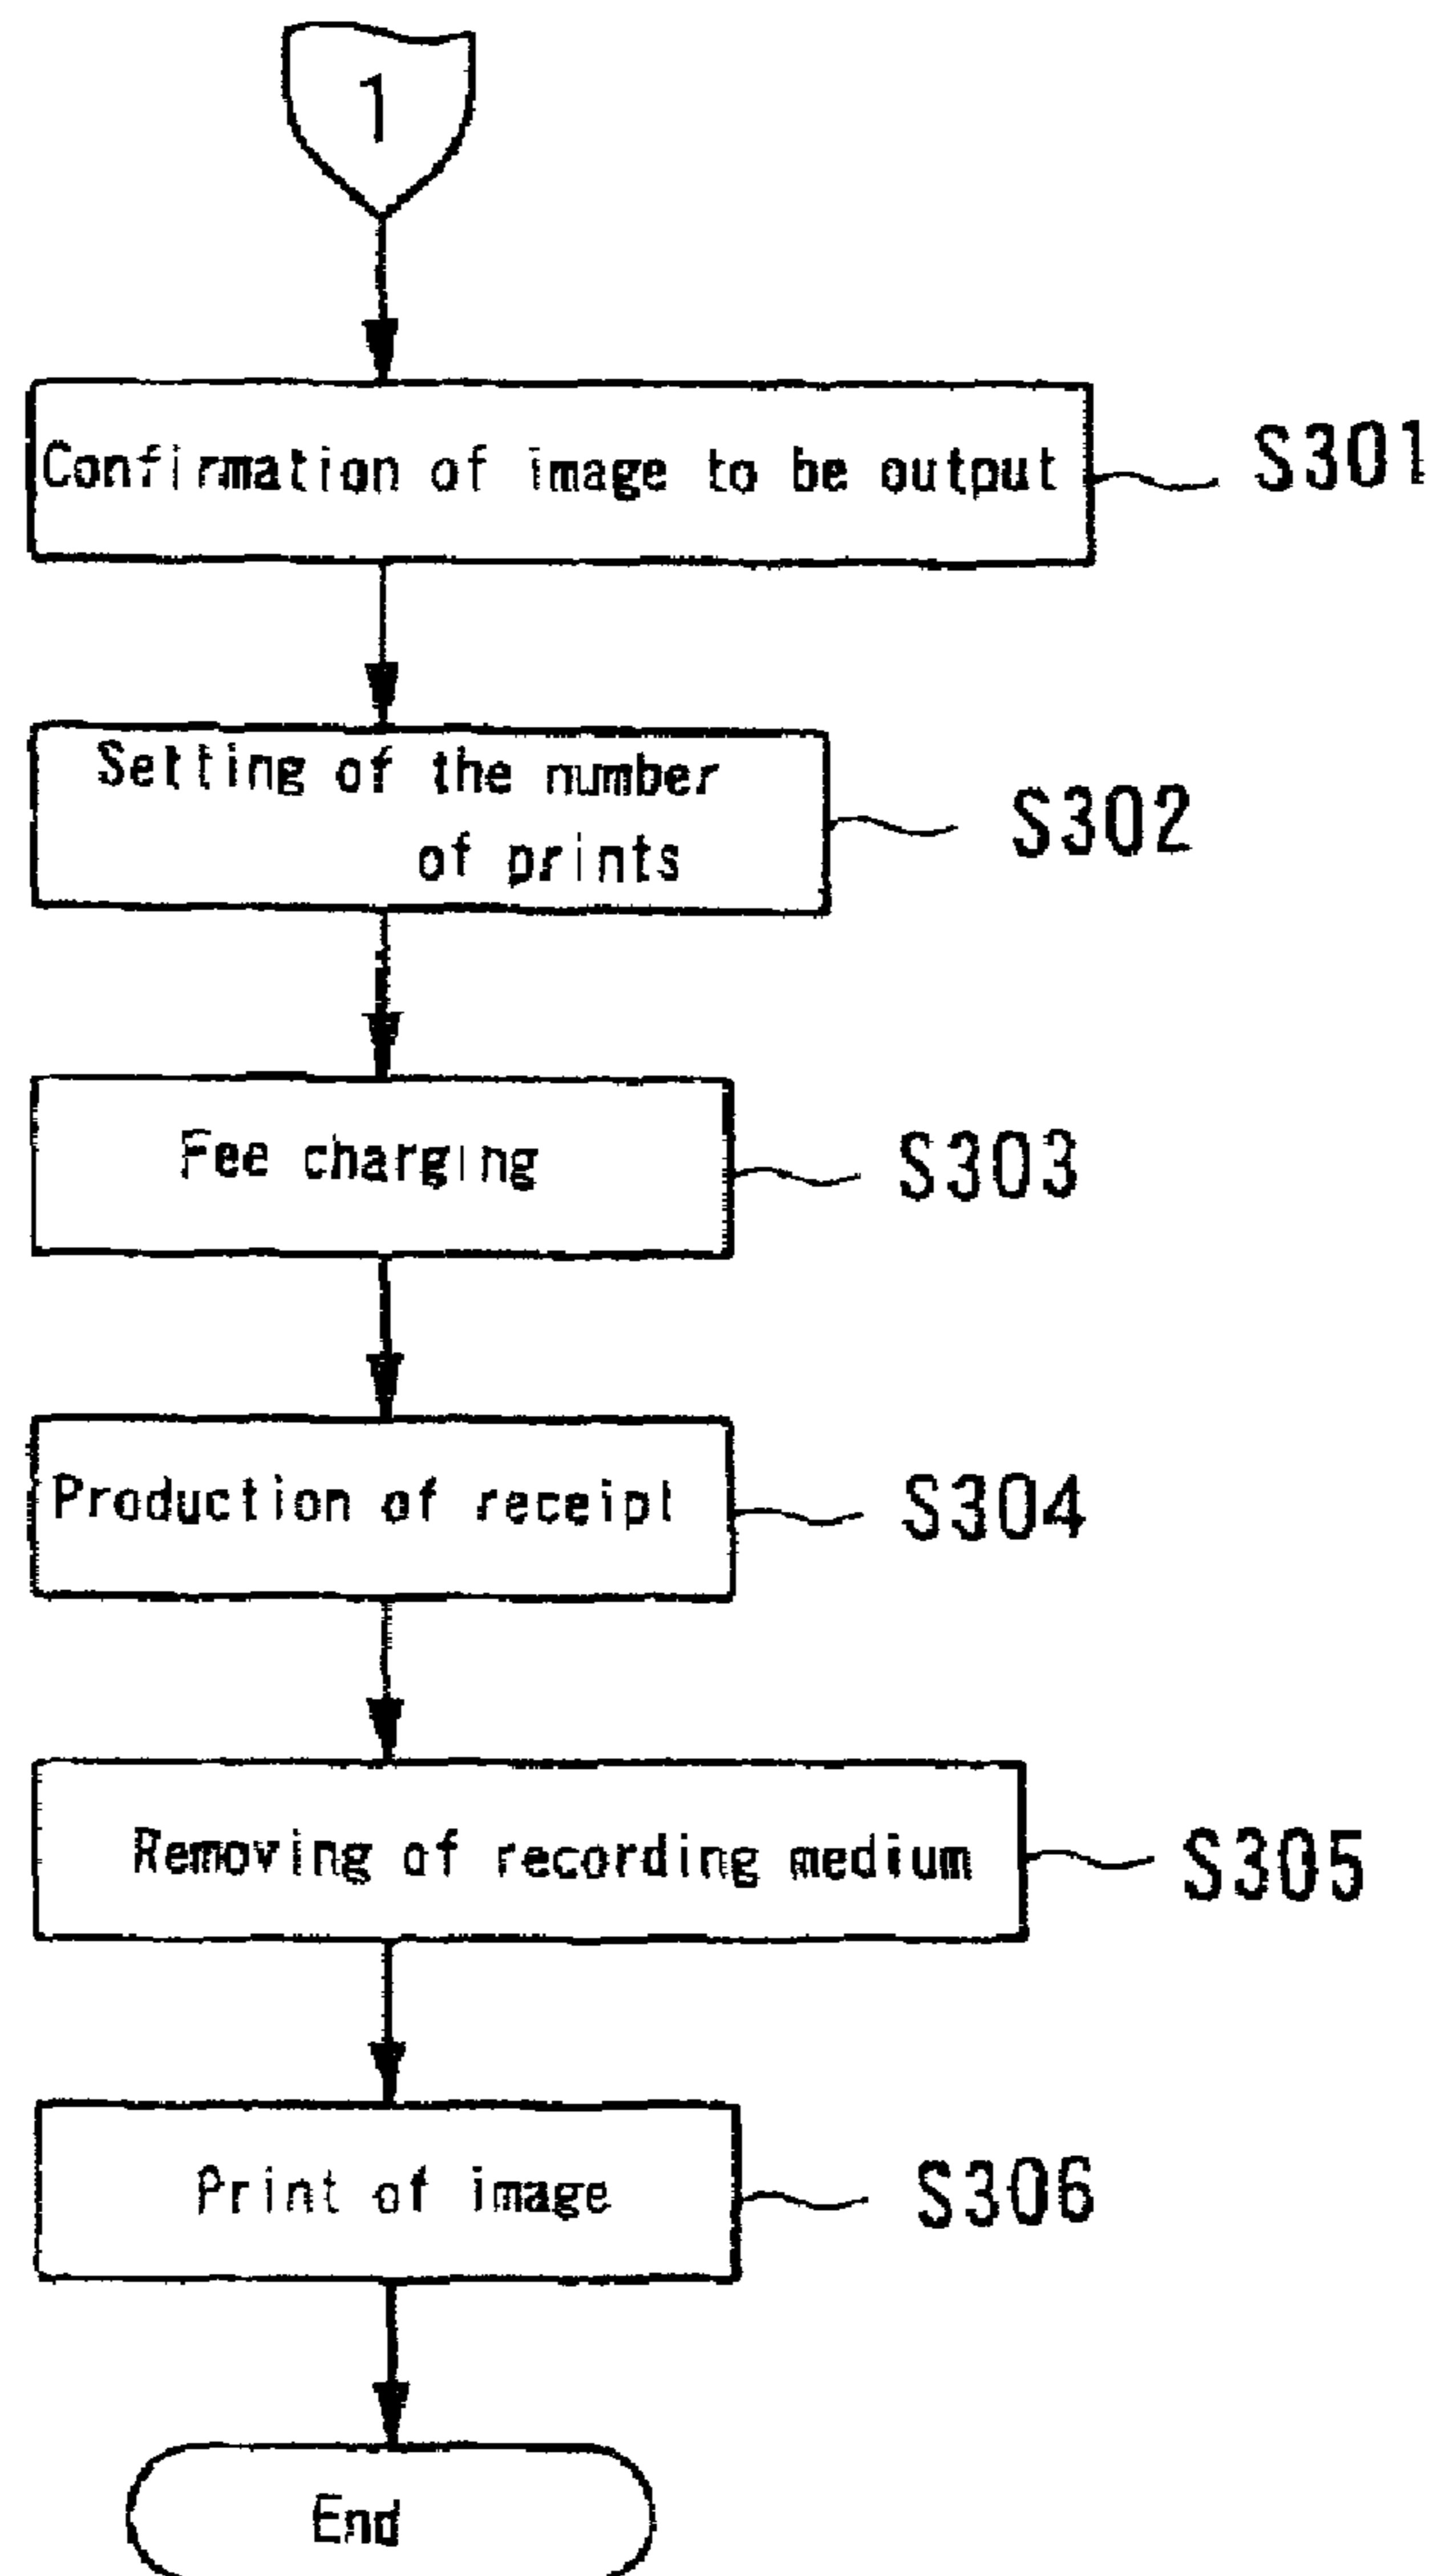 1
Confirmation of image to be output
S301
Setting of the number
of prints
S302
Fee charging
S303
Production of receipt
S304
Removing of recording medium
S305
Print of image
S306
End